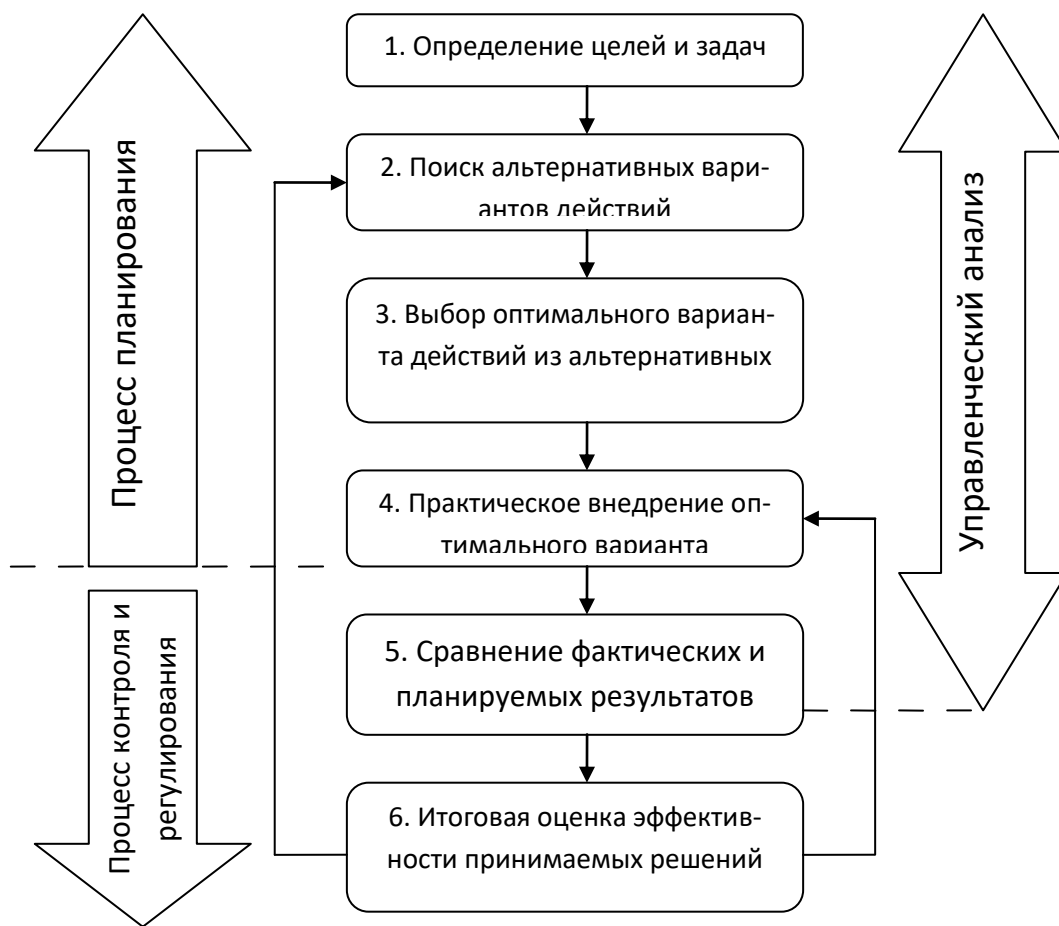 1. Определение целей и задач
2. Поиск альтернативных вари-
антов действий
3. Выбор оптимального вариан-
та действий из альтернативных
4. Практическое внедрение оп-
тимального варианта
5. Сравнение фактических и
планируемых результатов
6. Итоговая оценка эффектив-
ности принимаемых решений
Процесс планирования
Процесс контроля и
регулирования
Управленческий анализ